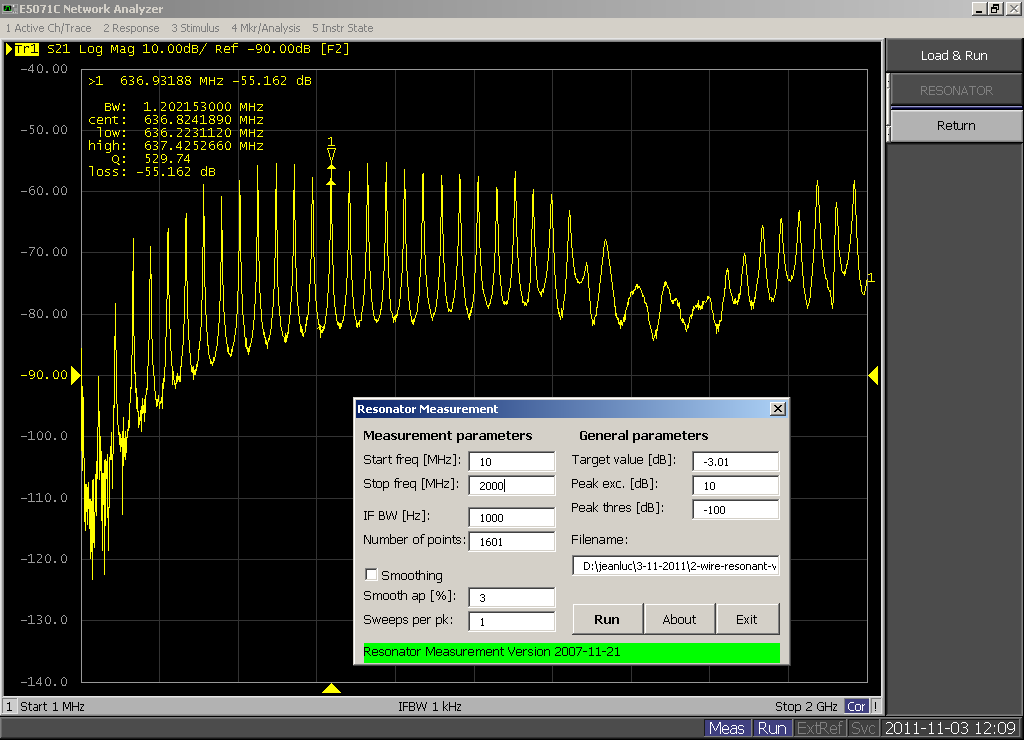 E5071C Network Analyzer
1 Active Ch/Trace 2 Response 3 Stimulus 4 Mkr/Analysis 5 Instr State
Tr1 S21 Log Mag 10.00dB/ Ref -90.00dB [F2]
-40.00
>1 636.93188 MHz -55.162 dB
BW: 1.202153000 MHz
cent: 636.8241890 MHz
low: 636.2231120 MHz
high: 637.4252660 MHz
Q: 529.74
loss: -55.162 dB
1
-50.00
-60.00
-70.00
1
-80.00
-90.00
-100.0
-110.0
-120.0
-130.0
-140.0
Load & Run
RESONATOR
Return
Resonator Measurement
Measurement parameters
Start freq [MHz]: 10
Stop freq [MHz]: 2000
IF BW [Hz]: 1000
Number of points: 1601
Smoothing
Smooth ap [%]: 3
Sweeps per pk: 1
General parameters
Target value [dB]: -3.01
Peak exc. [dB]: 10
Peak thres [dB]: -100
Filename:
D:\jeanluc\3-11-2011\2-wire-resonant-v
Run About Exit
Resonator Measurement Version 2007-11-21
1 Start 1 MHz IFBW 1 kHz Stop 2 GHz Cor !
Meas Run ExtRef Svc 2011-11-03 12:09